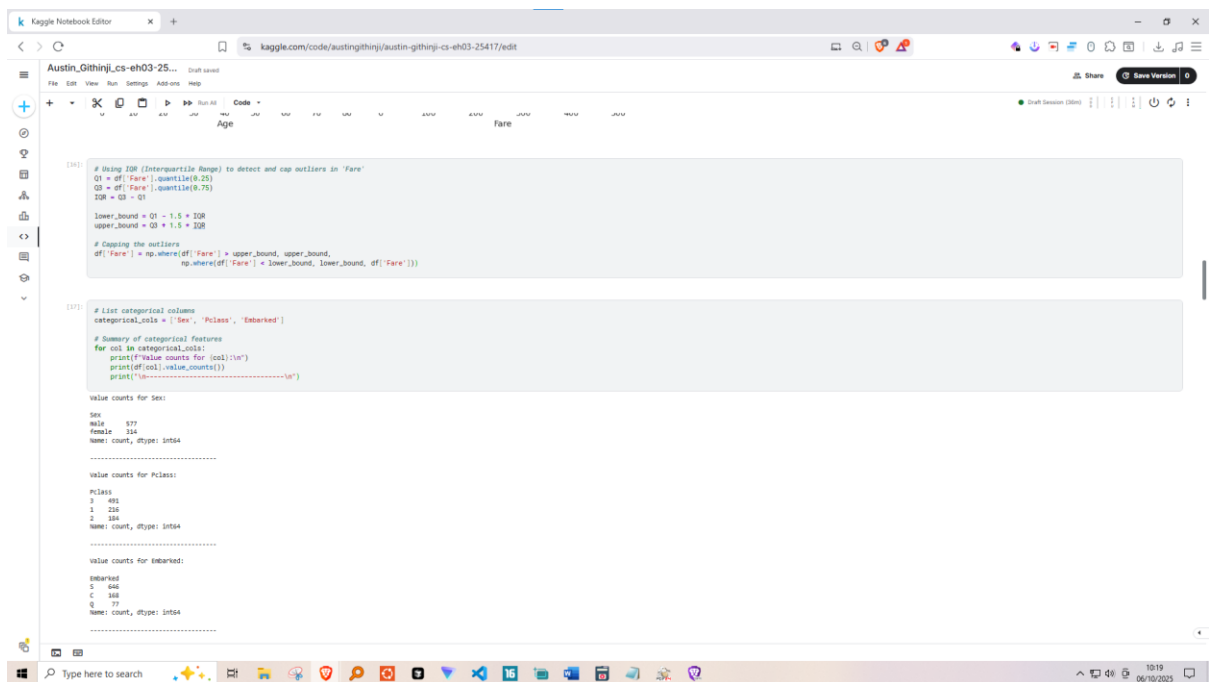 Kaggle Notebook Editor
kaggle.com/code/austingithinji/austin-githinji-cs-eh03-25417/edit
Austin_Githinji_cs-eh03-25... Draft saved
File Edit View Run Settings Add-ons Help
Share
Save Version 0
Run All Code
Draft Session (36m)
Age
Fare
[16]:
# Using IQR (Interquartile Range) to detect and cap outliers in 'Fare'
Q1 = df['Fare'].quantile(0.25)
Q3 = df['Fare'].quantile(0.75)
IQR = Q3 - Q1
lower_bound = Q1 - 1.5 * IQR
upper_bound = Q3 + 1.5 * IQR
# Capping the outliers
df['Fare'] = np.where(df['Fare'] > upper_bound, upper_bound,
np.where(df['Fare'] < lower_bound, lower_bound, df['Fare']))
[17]:
# List categorical columns
categorical_cols = ['Sex', 'Pclass', 'Embarked']
# Summary of categorical features
for col in categorical_cols:
print(f"Value counts for {col}:\n")
print(df[col].value_counts())
print("\n----------------------------------\n")
Value counts for Sex:
Sex
male 577
female 314
Name: count, dtype: int64
----------------------------------
Value counts for Pclass:
Pclass
3 491
1 216
2 184
Name: count, dtype: int64
----------------------------------
Value counts for Embarked:
Embarked
S 646
C 168
Q 77
Name: count, dtype: int64
----------------------------------
Type here to search
10:19
06/10/2025